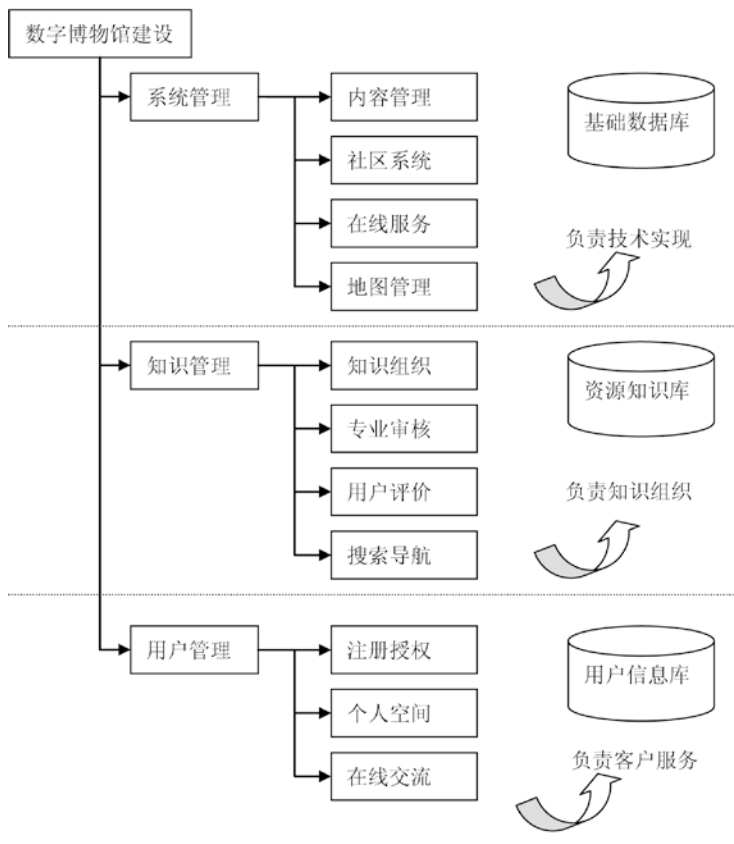 数字博物馆建设
系统管理
内容管理
社区系统
在线服务
地图管理
基础数据库
负责技术实现
知识管理
知识组织
专业审核
用户评价
搜索导航
资源知识库
负责知识组织
用户管理
注册授权
个人空间
在线交流
用户信息库
负责客户服务